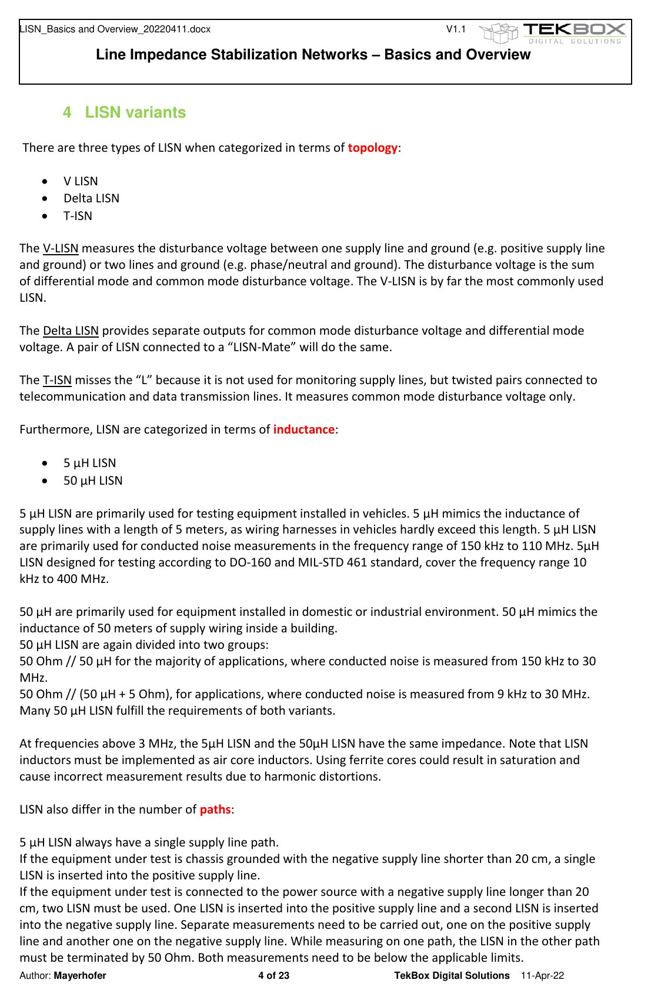 LISN_Basics and Overview_20220411.docx V1.1 TEKBOX
DIGITAL SOLUTIONS
Line Impedance Stabilization Networks – Basics and Overview
4 LISN variants
There are three types of LISN when categorized in terms of topology:
• V LISN
• Delta LISN
• T-ISN
The V-LISN measures the disturbance voltage between one supply line and ground (e.g. positive supply line
and ground) or two lines and ground (e.g. phase/neutral and ground). The disturbance voltage is the sum
of differential mode and common mode disturbance voltage. The V-LISN is by far the most commonly used
LISN.
The Delta LISN provides separate outputs for common mode disturbance voltage and differential mode
voltage. A pair of LISN connected to a “LISN-Mate” will do the same.
The T-ISN misses the “L” because it is not used for monitoring supply lines, but twisted pairs connected to
telecommunication and data transmission lines. It measures common mode disturbance voltage only.
Furthermore, LISN are categorized in terms of inductance:
• 5 µH LISN
• 50 µH LISN
5 µH LISN are primarily used for testing equipment installed in vehicles. 5 µH mimics the inductance of
supply lines with a length of 5 meters, as wiring harnesses in vehicles hardly exceed this length. 5 µH LISN
are primarily used for conducted noise measurements in the frequency range of 150 kHz to 110 MHz. 5µH
LISN designed for testing according to DO-160 and MIL-STD 461 standard, cover the frequency range 10
kHz to 400 MHz.
50 µH are primarily used for equipment installed in domestic or industrial environment. 50 µH mimics the
inductance of 50 meters of supply wiring inside a building.
50 µH LISN are again divided into two groups:
50 Ohm // 50 µH for the majority of applications, where conducted noise is measured from 150 kHz to 30
MHz.
50 Ohm // (50 µH + 5 Ohm), for applications, where conducted noise is measured from 9 kHz to 30 MHz.
Many 50 µH LISN fulfill the requirements of both variants.
At frequencies above 3 MHz, the 5µH LISN and the 50µH LISN have the same impedance. Note that LISN
inductors must be implemented as air core inductors. Using ferrite cores could result in saturation and
cause incorrect measurement results due to harmonic distortions.
LISN also differ in the number of paths:
5 µH LISN always have a single supply line path.
If the equipment under test is chassis grounded with the negative supply line shorter than 20 cm, a single
LISN is inserted into the positive supply line.
If the equipment under test is connected to the power source with a negative supply line longer than 20
cm, two LISN must be used. One LISN is inserted into the positive supply line and a second LISN is inserted
into the negative supply line. Separate measurements need to be carried out, one on the positive supply
line and another one on the negative supply line. While measuring on one path, the LISN in the other path
must be terminated by 50 Ohm. Both measurements need to be below the applicable limits.
Author: Mayerhofer 4 of 23 TekBox Digital Solutions 11-Apr-22